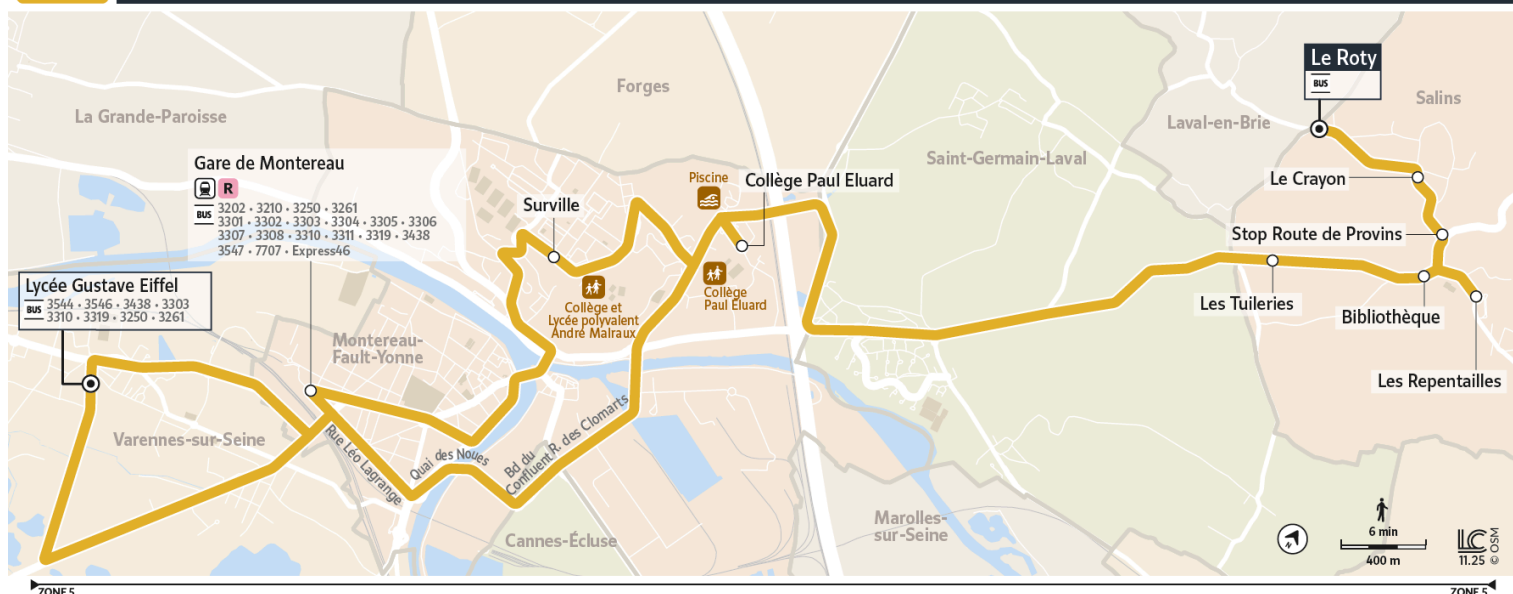 Le Roty
BUS
Salins
Laval-en-Brie
Forges
La Grande-Paroisse
Gare de Montereau
R
BUS
3202 • 3210 • 3250 • 3261
3301 • 3302 • 3303 • 3304 • 3305 • 3306
3307 • 3308 • 3310 • 3311 • 3319 • 3438
3547 • 7707 • Express46
Saint-Germain-Laval
Piscine
Collège Paul Eluard
Le Crayon
Surville
Stop Route de Provins
Lycée Gustave Eiffel
BUS
3544 • 3546 • 3438 • 3303
3310 • 3319 • 3250 • 3261
Collège et
Lycée polyvalent
André Malraux
Collège
Paul Eluard
Les Tuileries
Bibliothèque
Montereau-
Fault-Yonne
Les Repentailles
Varennes-sur-Seine
Rue Léo Lagrange
Quai des Noues
Bd du
Confluent
R. des Clomarts
Cannes-Écluse
Marolles-
sur-Seine
N
6 min
400 m
LC
11.25
© OSM
ZONE 5
ZONE 5